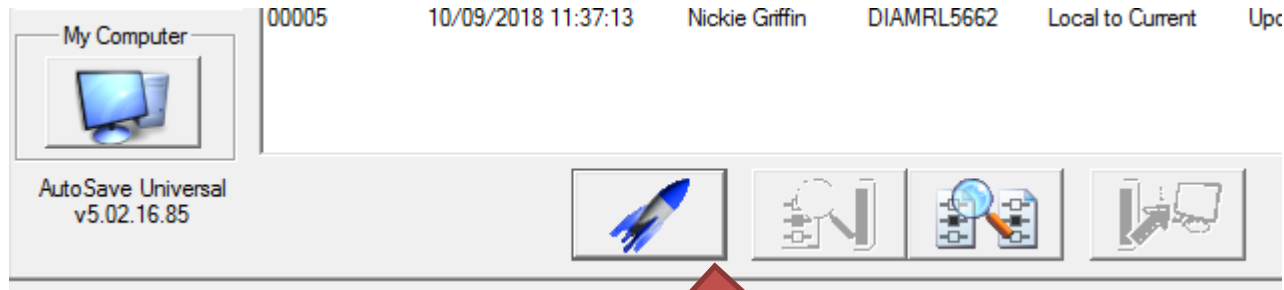 00005 10/09/2018 11:37:13 Nickie Griffin DIAMRL5662 Local to Current
My Computer
AutoSave Universal
v5.02.16.85